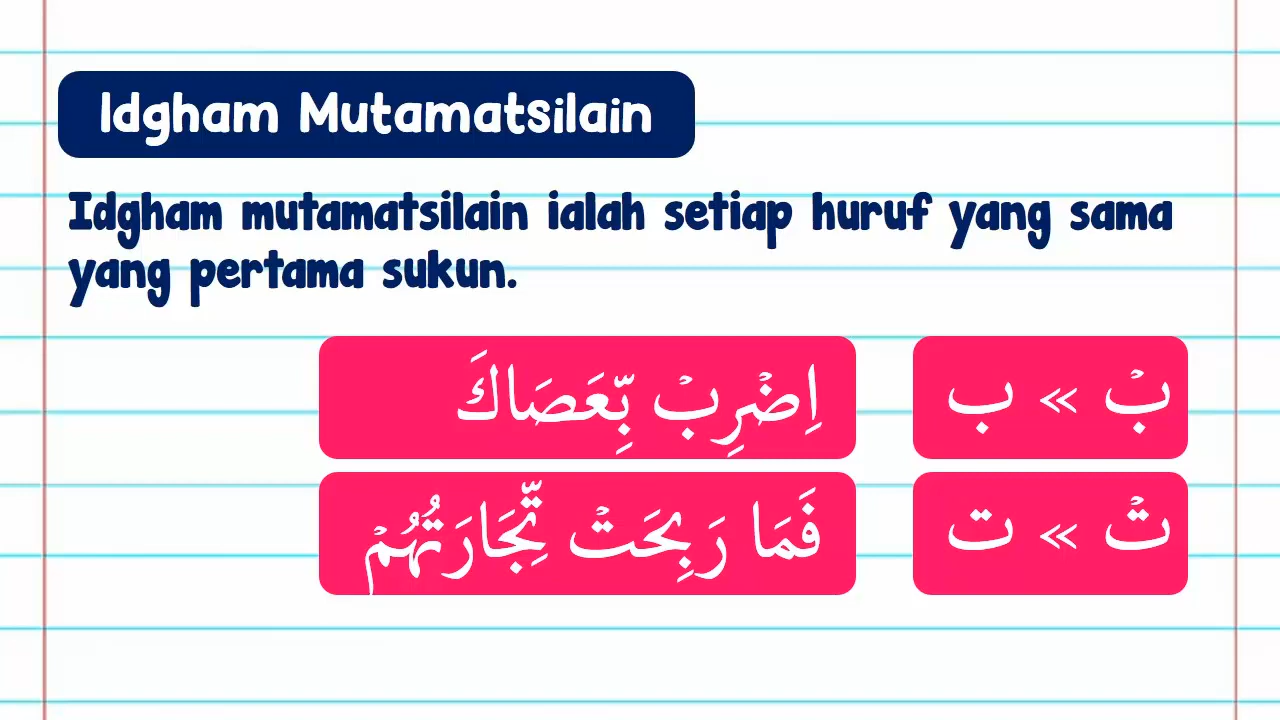 Idgham Mutamatsilain
Idgham mutamatsilain ialah setiap huruf yang sama
yang pertama sukun.
بْ » ب
اِضْرِبْ بِّعَصَاكَ
تْ » ت
فَمَا رَبِحَتْ تِّجَارَتُهُمْ